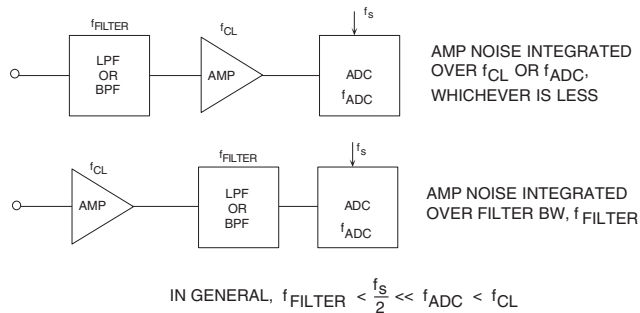 fFILTER
fCL
fs
LPF
OR
BPF
AMP
ADC
fADC
AMP NOISE INTEGRATED
OVER fCL OR fADC,
WHICHEVER IS LESS
fCL
fFILTER
fs
AMP
LPF
OR
BPF
ADC
fADC
AMP NOISE INTEGRATED
OVER FILTER BW, fFILTER
IN GENERAL, fFILTER < fs/2 << fADC < fCL